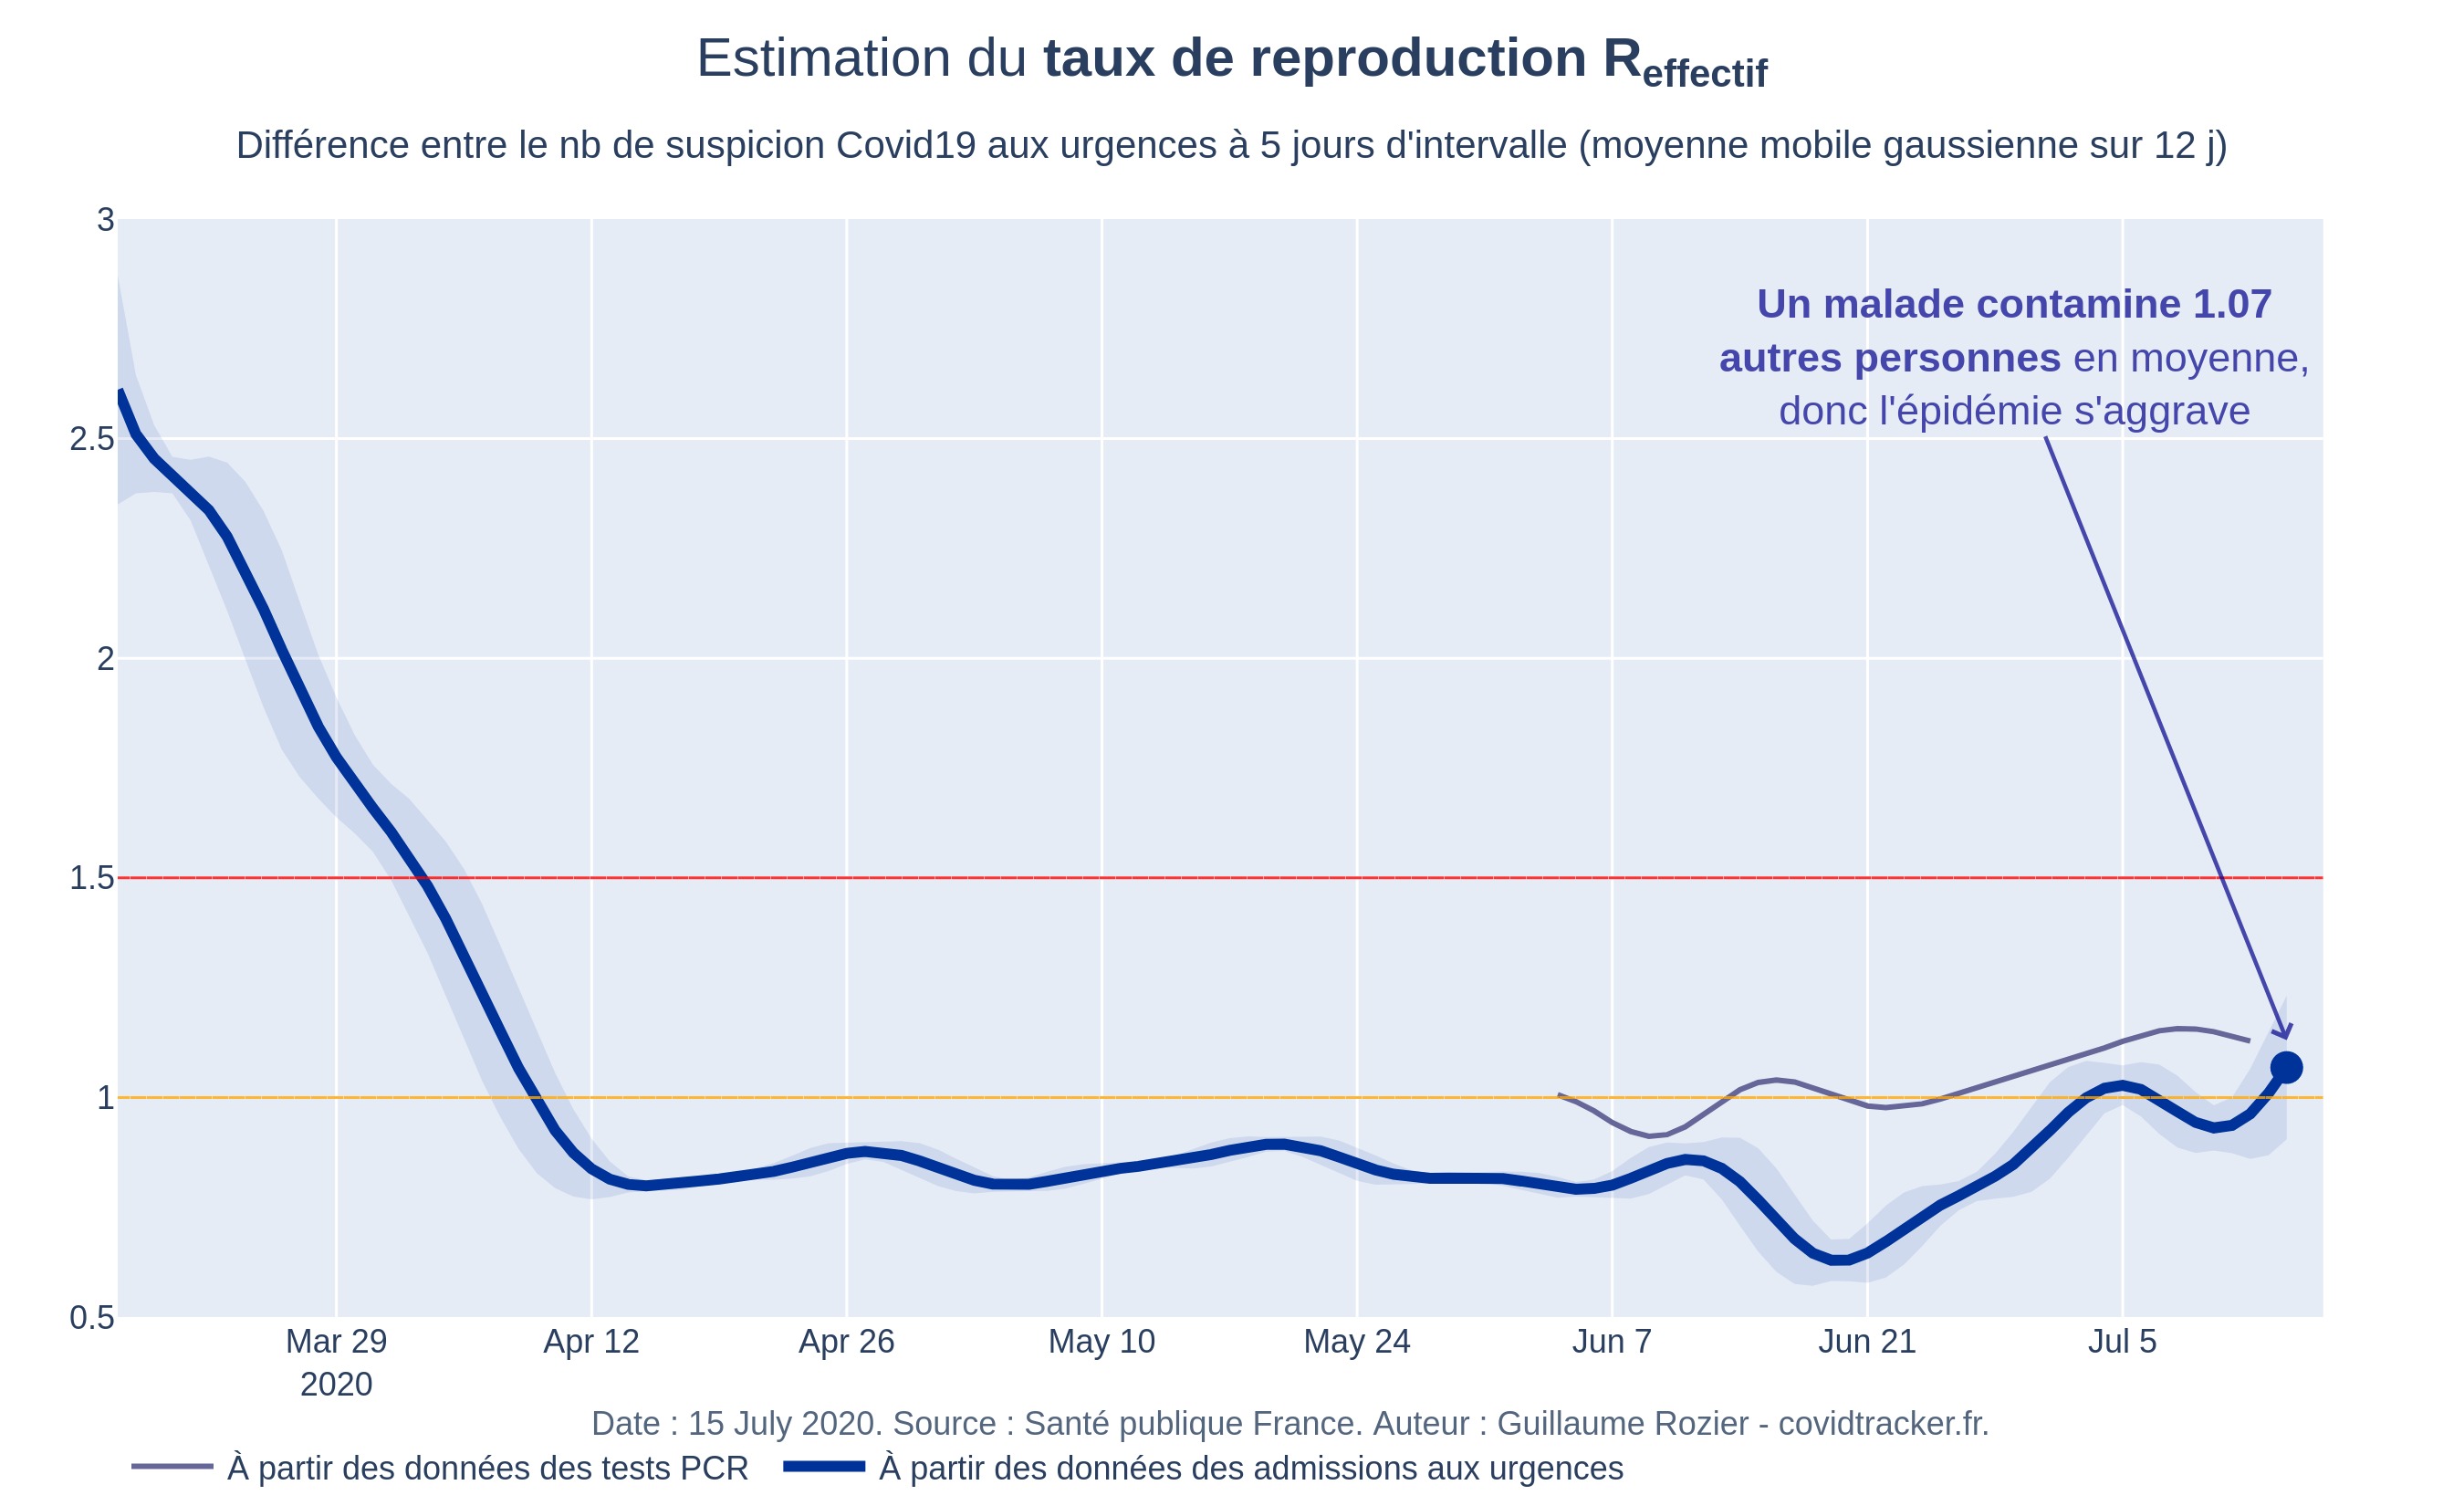 Estimation du taux de reproduction Reffectif
Différence entre le nb de suspicion Covid19 aux urgences à 5 jours d'intervalle (moyenne mobile gaussienne sur 12 j)
3
Un malade contamine 1.07
autres personnes en moyenne,
donc l'épidémie s'aggrave
2.5
2
1.5
1
0.5
Mar 29 Apr 12 Apr 26 May 10 May 24 Jun 7 Jun 21 Jul 5
2020
Date : 15 July 2020. Source : Santé publique France. Auteur : Guillaume Rozier - covidtracker.fr.
À partir des données des tests PCR À partir des données des admissions aux urgences